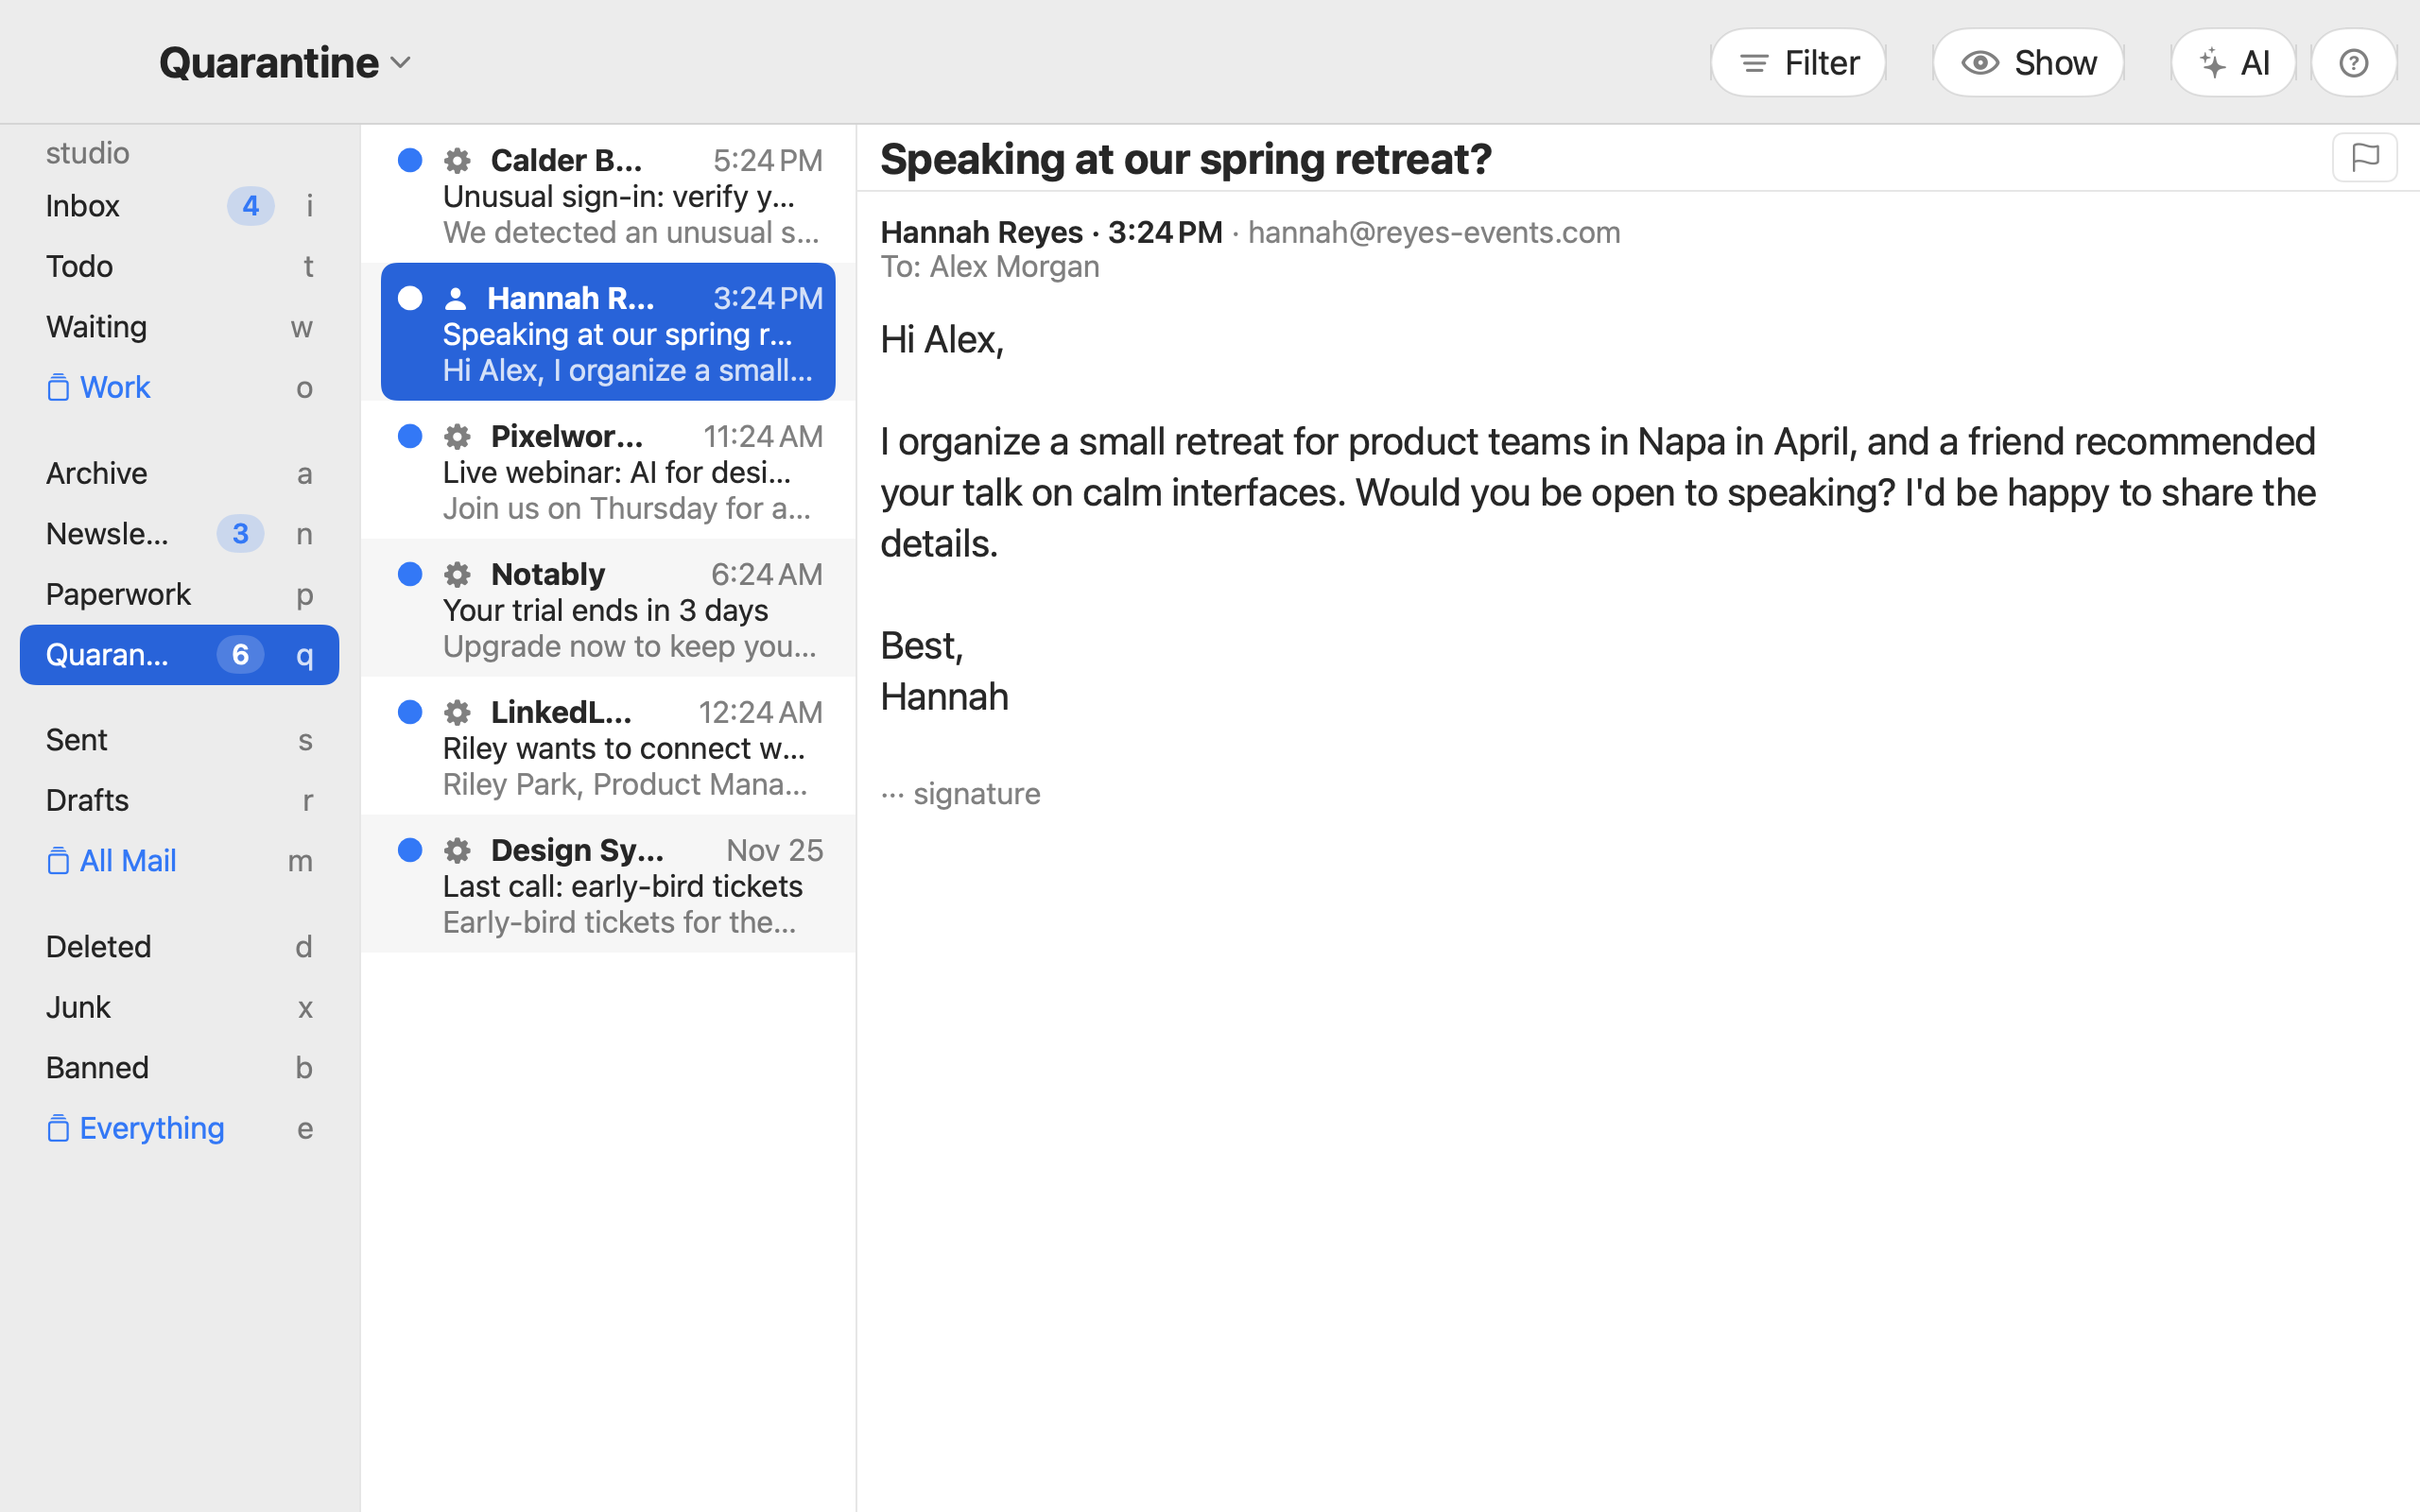 Quarantine
Filter
Show
AI
?
studio
Inbox 4 i
Todo t
Waiting w
Work o
Archive a
Newsle... 3 n
Paperwork p
Quaran... 6 q
Sent s
Drafts r
All Mail m
Deleted d
Junk x
Banned b
Everything e
Calder B... 5:24 PM
Unusual sign-in: verify y...
We detected an unusual s...
Hannah R... 3:24 PM
Speaking at our spring r...
Hi Alex, I organize a small...
Pixelwor... 11:24 AM
Live webinar: AI for desi...
Join us on Thursday for a...
Notably 6:24 AM
Your trial ends in 3 days
Upgrade now to keep you...
LinkedL... 12:24 AM
Riley wants to connect w...
Riley Park, Product Mana...
Design Sy... Nov 25
Last call: early-bird tickets
Early-bird tickets for the...
Speaking at our spring retreat?
Hannah Reyes · 3:24 PM · hannah@reyes-events.com
To: Alex Morgan
Hi Alex,
I organize a small retreat for product teams in Napa in April, and a friend recommended
your talk on calm interfaces. Would you be open to speaking? I'd be happy to share the
details.
Best,
Hannah
··· signature